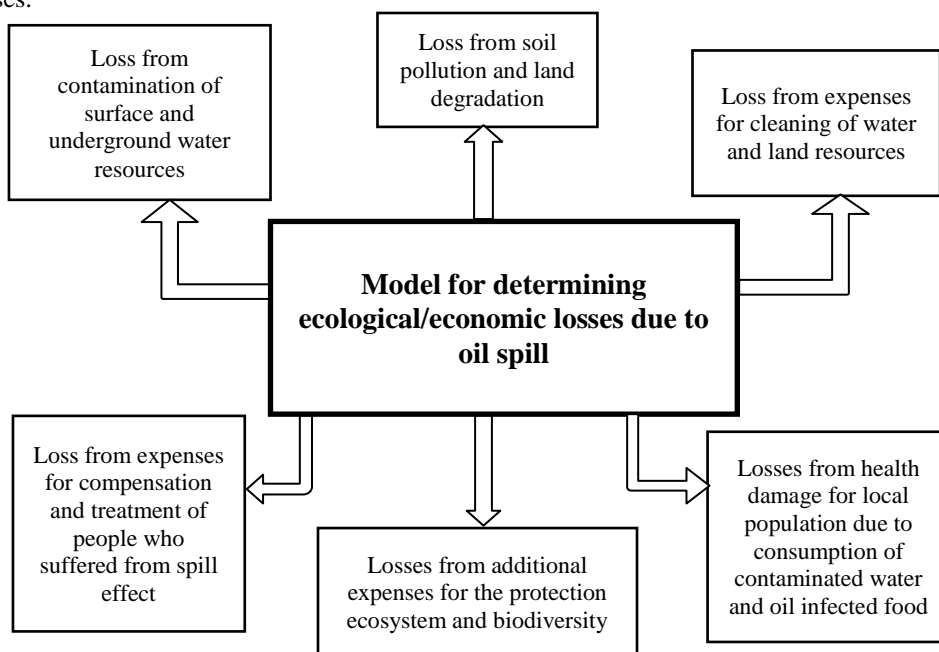 ses.
Loss from
contamination of
surface and
underground water
resources
Loss from soil
pollution and land
degradation
Loss from expenses
for cleaning of water
and land resources
Model for determining
ecological/economic losses due to
oil spill
Loss from expenses
for compensation
and treatment of
people who
suffered from spill
effect
Losses from additional
expenses for the protection
ecosystem and biodiversity
Losses from health
damage for local
population due to
consumption of
contaminated water
and oil infected food